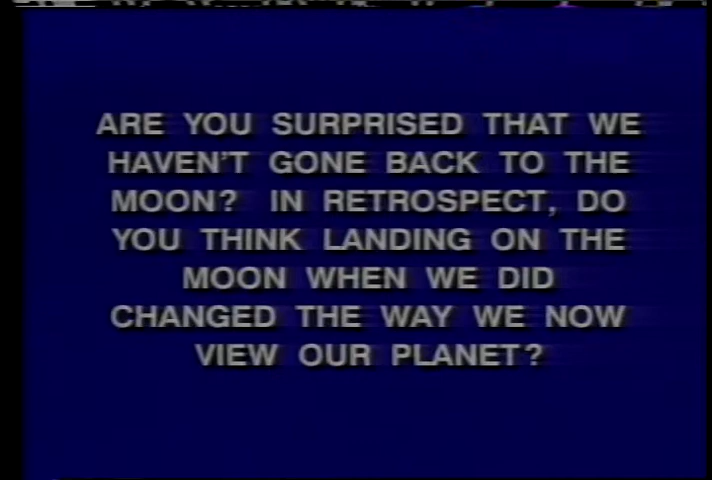 ARE YOU SURPRISED THAT WE
HAVEN'T GONE BACK TO THE
MOON? IN RETROSPECT, DO
YOU THINK LANDING ON THE
MOON WHEN WE DID
CHANGED THE WAY WE NOW
VIEW OUR PLANET?